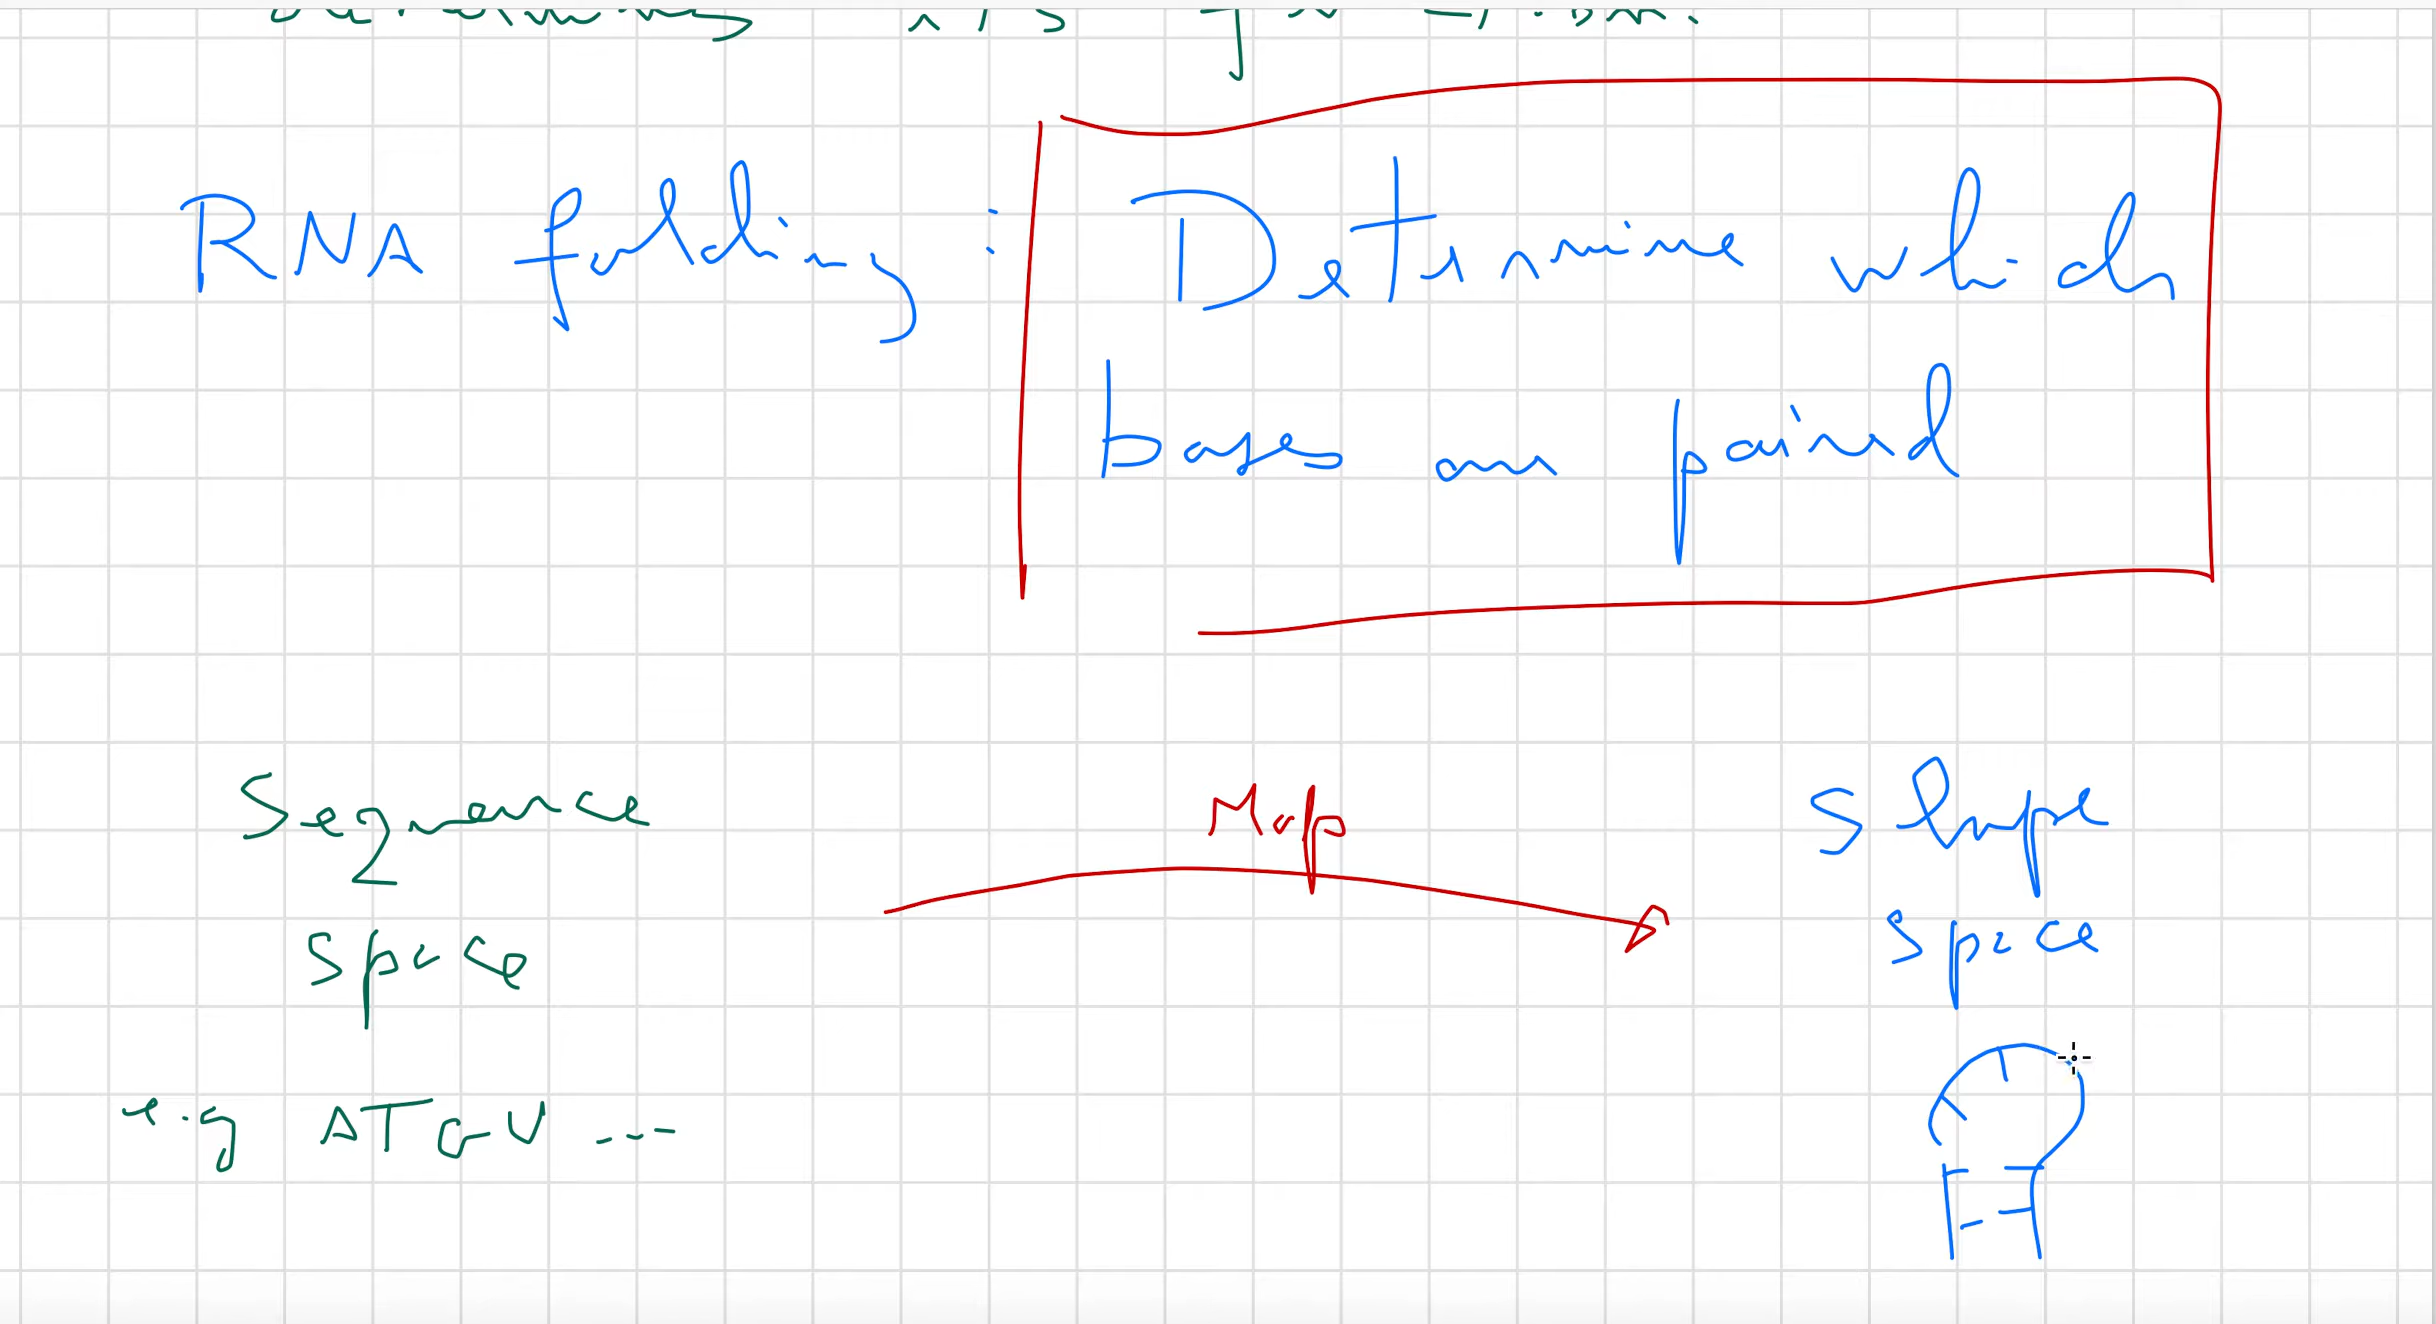 RNA folding : Determine which
bases are paired
Sequence Map Shape
Space Space
e.g ATGU ---